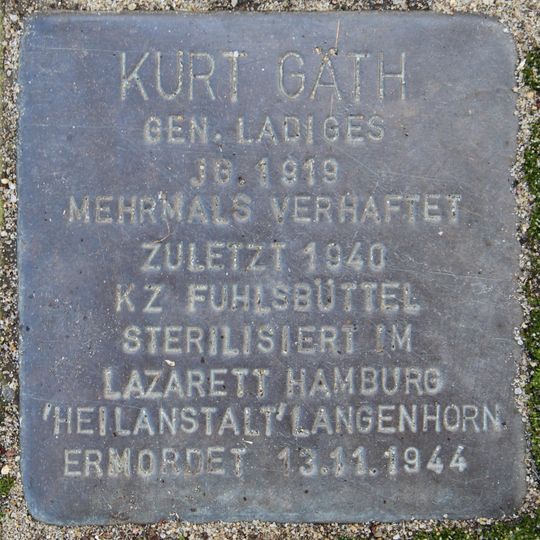 KURT GÄTH
GEN. LADIGES
JG. 1919
MEHRMALS VERHAFTET
ZULETZT 1940
KZ FUHLSBÜTTEL
STERILISIERT IM
LAZARETT HAMBURG
'HEILANSTALT' LANGENHORN
ERMORDET 13.11.1944